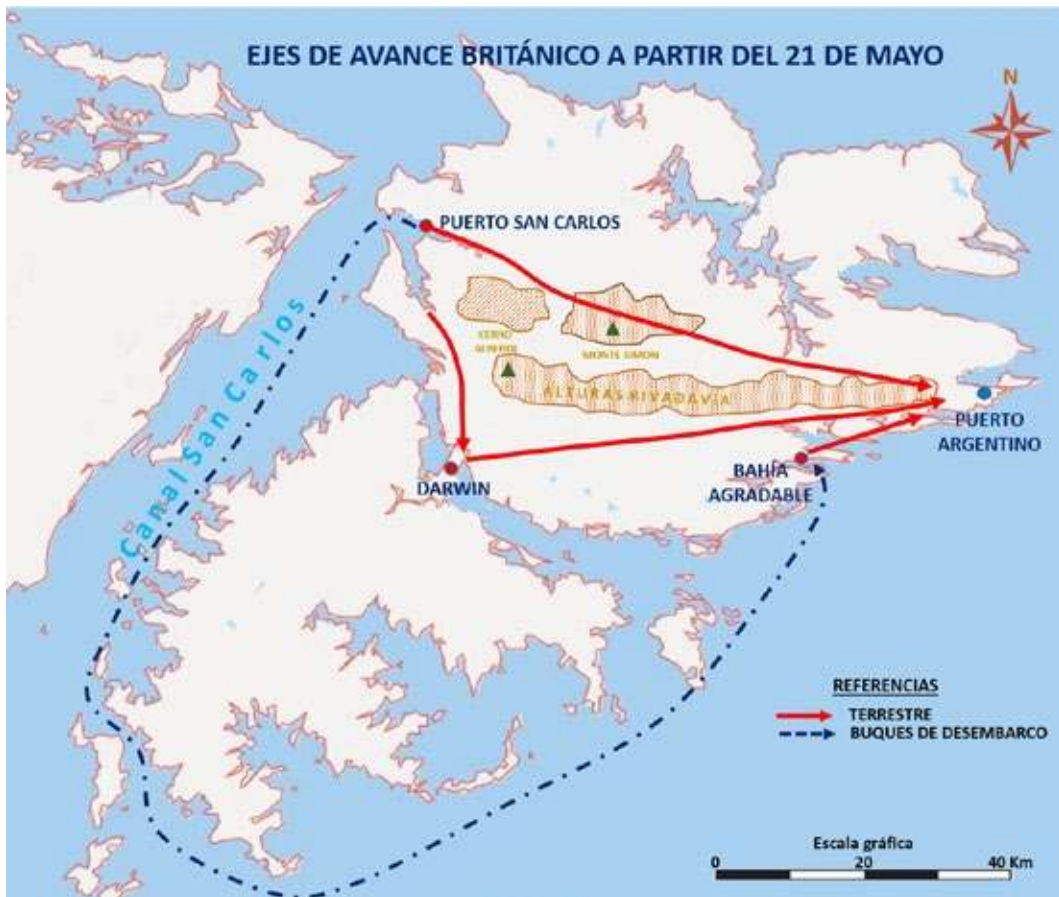 EJES DE AVANCE BRITÁNICO A PARTIR DEL 21 DE MAYO
N
PUERTO SAN CARLOS
Canal San Carlos
MONTE SIMON
ALTURAS RIVADAVIA
PUERTO
ARGENTINO
DARWIN
BAHÍA
AGRADABLE
REFERENCIAS
TERRESTRE
BUQUES DE DESEMBARCO
Escala gráfica
0 20 40 Km